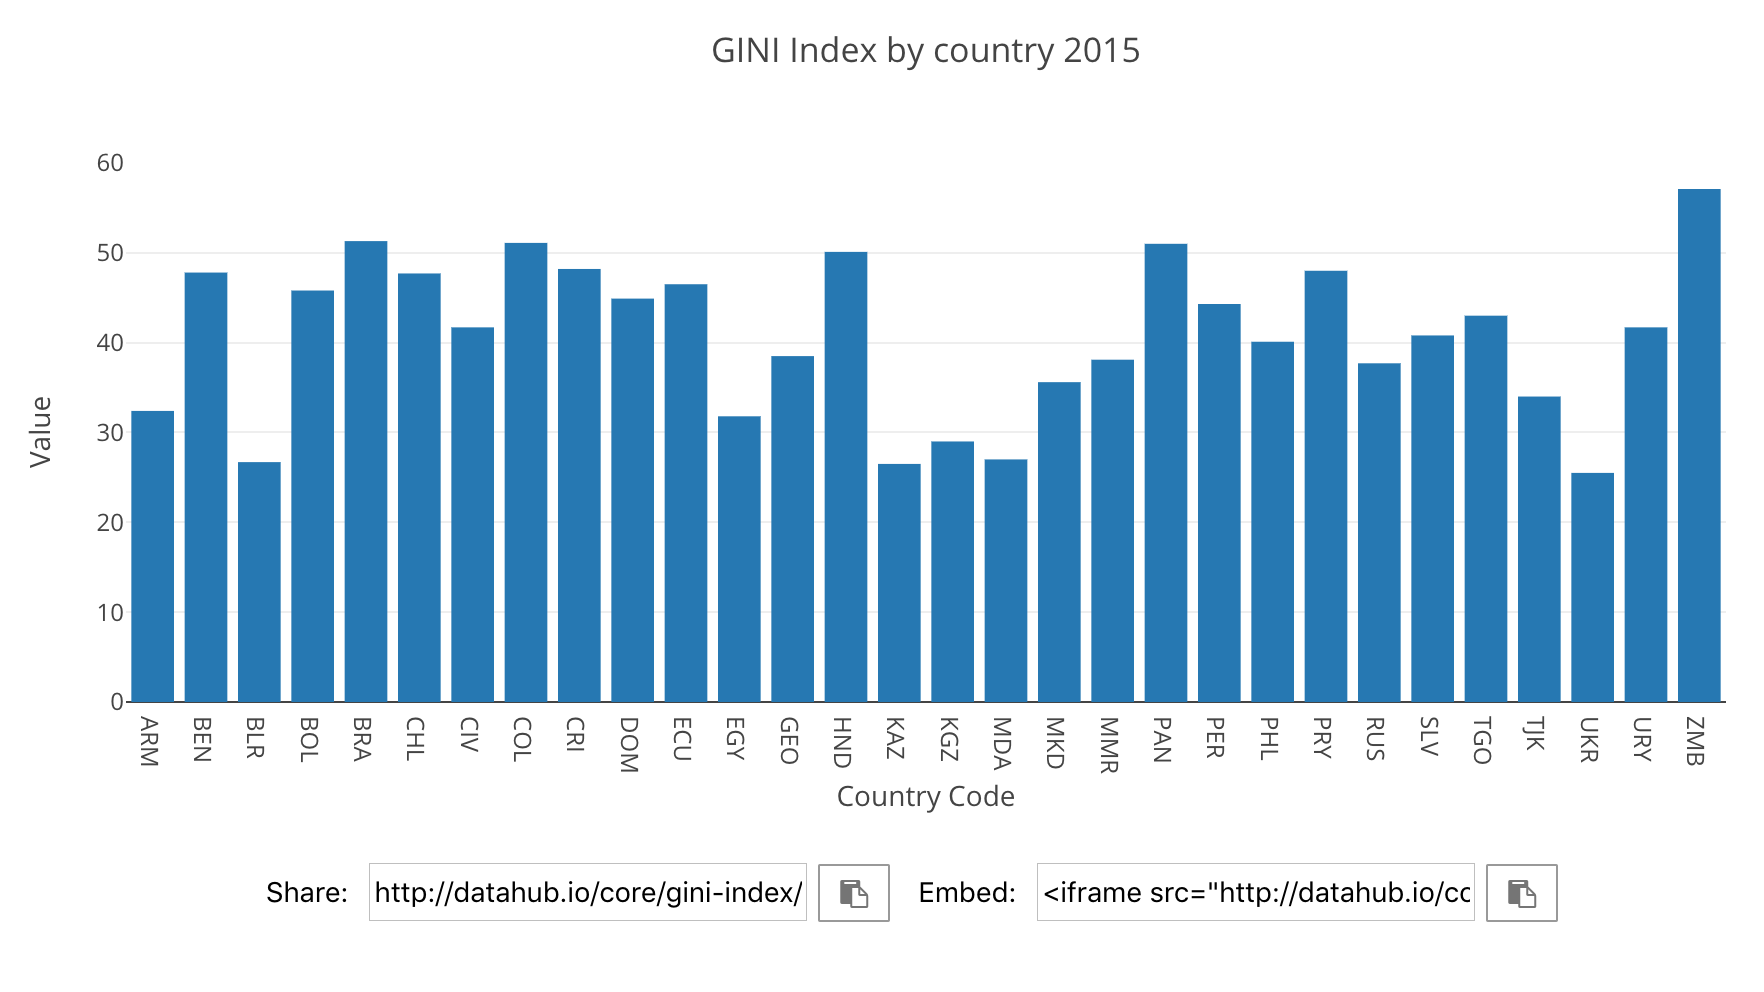 GINI Index by country 2015
60
50
40
30
20
10
0
Value
ARM BEN BLR BOL BRA CHL CIV COL CRI DOM ECU EGY GEO HND KAZ KGZ MDA MKD MMR PAN PER PHL PRY RUS SLV TGO TJK UKR URY ZMB
Country Code
Share: http://datahub.io/core/gini-index/ Embed: <iframe src="http://datahub.io/co